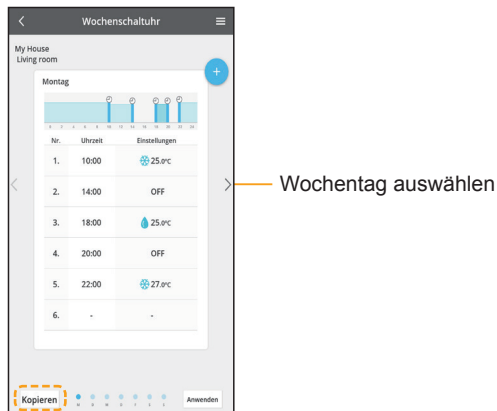 Wochenschaltuhr
My House
Living room
Montag
+
Nr. Uhrzeit Einstellungen
1. 10:00 25.0°C
2. 14:00 OFF
3. 18:00 25.0°C
4. 20:00 OFF
5. 22:00 27.0°C
6. - -
Wochentag auswählen
Kopieren
Anwenden